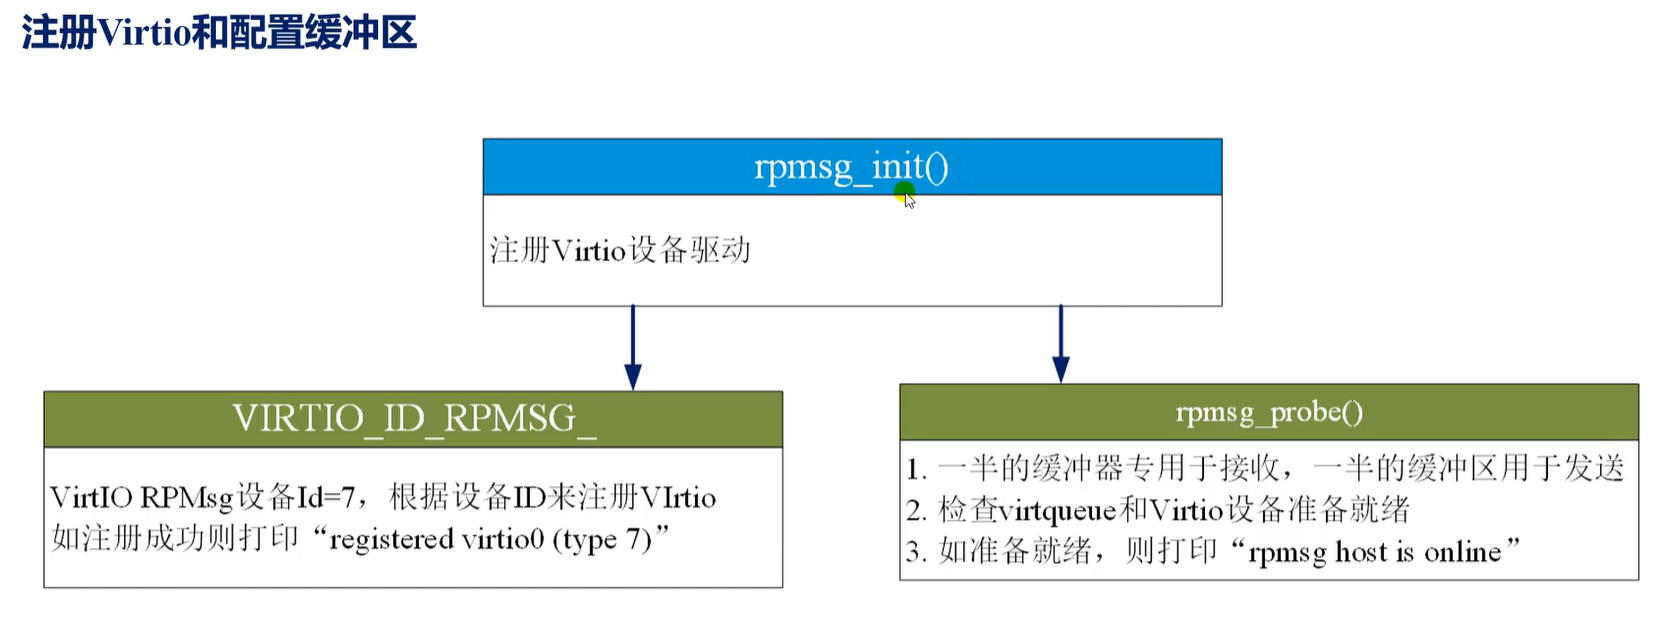 注册Virtio和配置缓冲区
rpmsg_init()
注册Virtio设备驱动
VIRTIO_ID_RPMSG_
VirtIO RPMsg设备Id=7，根据设备ID来注册VIrtio
如注册成功则打印“registered virtio0 (type 7)”
rpmsg_probe()
1. 一半的缓冲器专用于接收，一半的缓冲区用于发送
2. 检查virtqueue和Virtio设备准备就绪
3. 如准备就绪，则打印“rpmsg host is online”